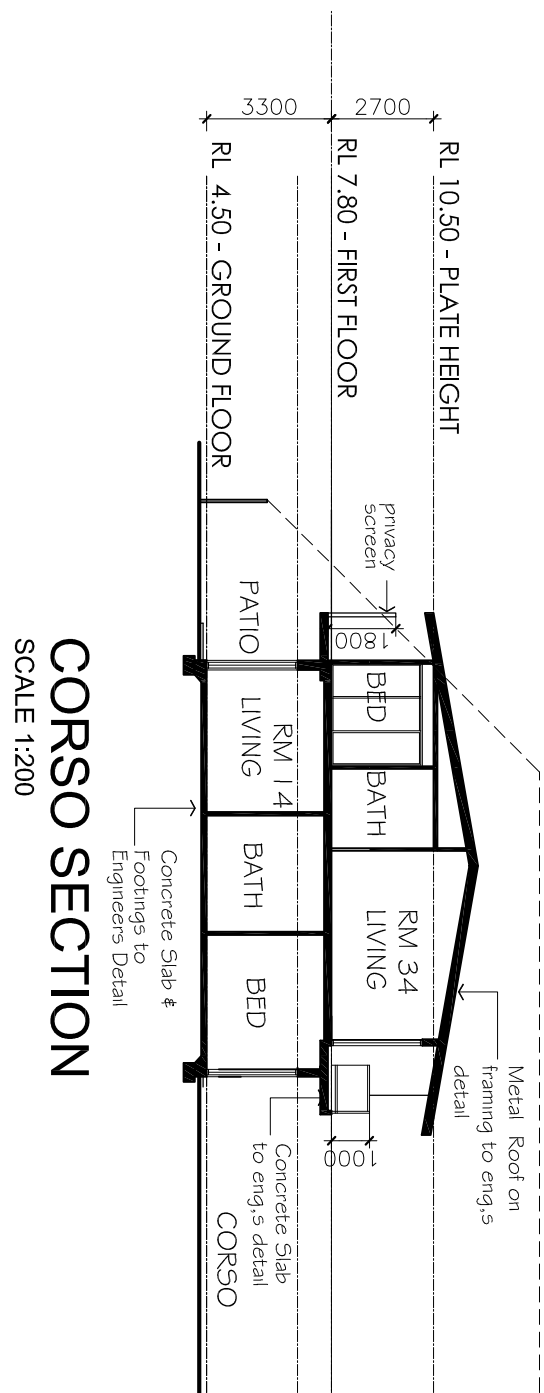 RL 10.50 - PLATE HEIGHT
2700
RL 7.80 - FIRST FLOOR
3300
RL 4.50 - GROUND FLOOR
privacy
screen
1800
BED
BATH
RM 34
LIVING
1000
Metal Roof on
framing to eng,s
detail
PATIO
RM 14
LIVING
BATH
BED
CORSO
Concrete Slab
to eng,s detail
Concrete Slab &
Footings to
Engineers Detail
CORSO SECTION
SCALE 1:200